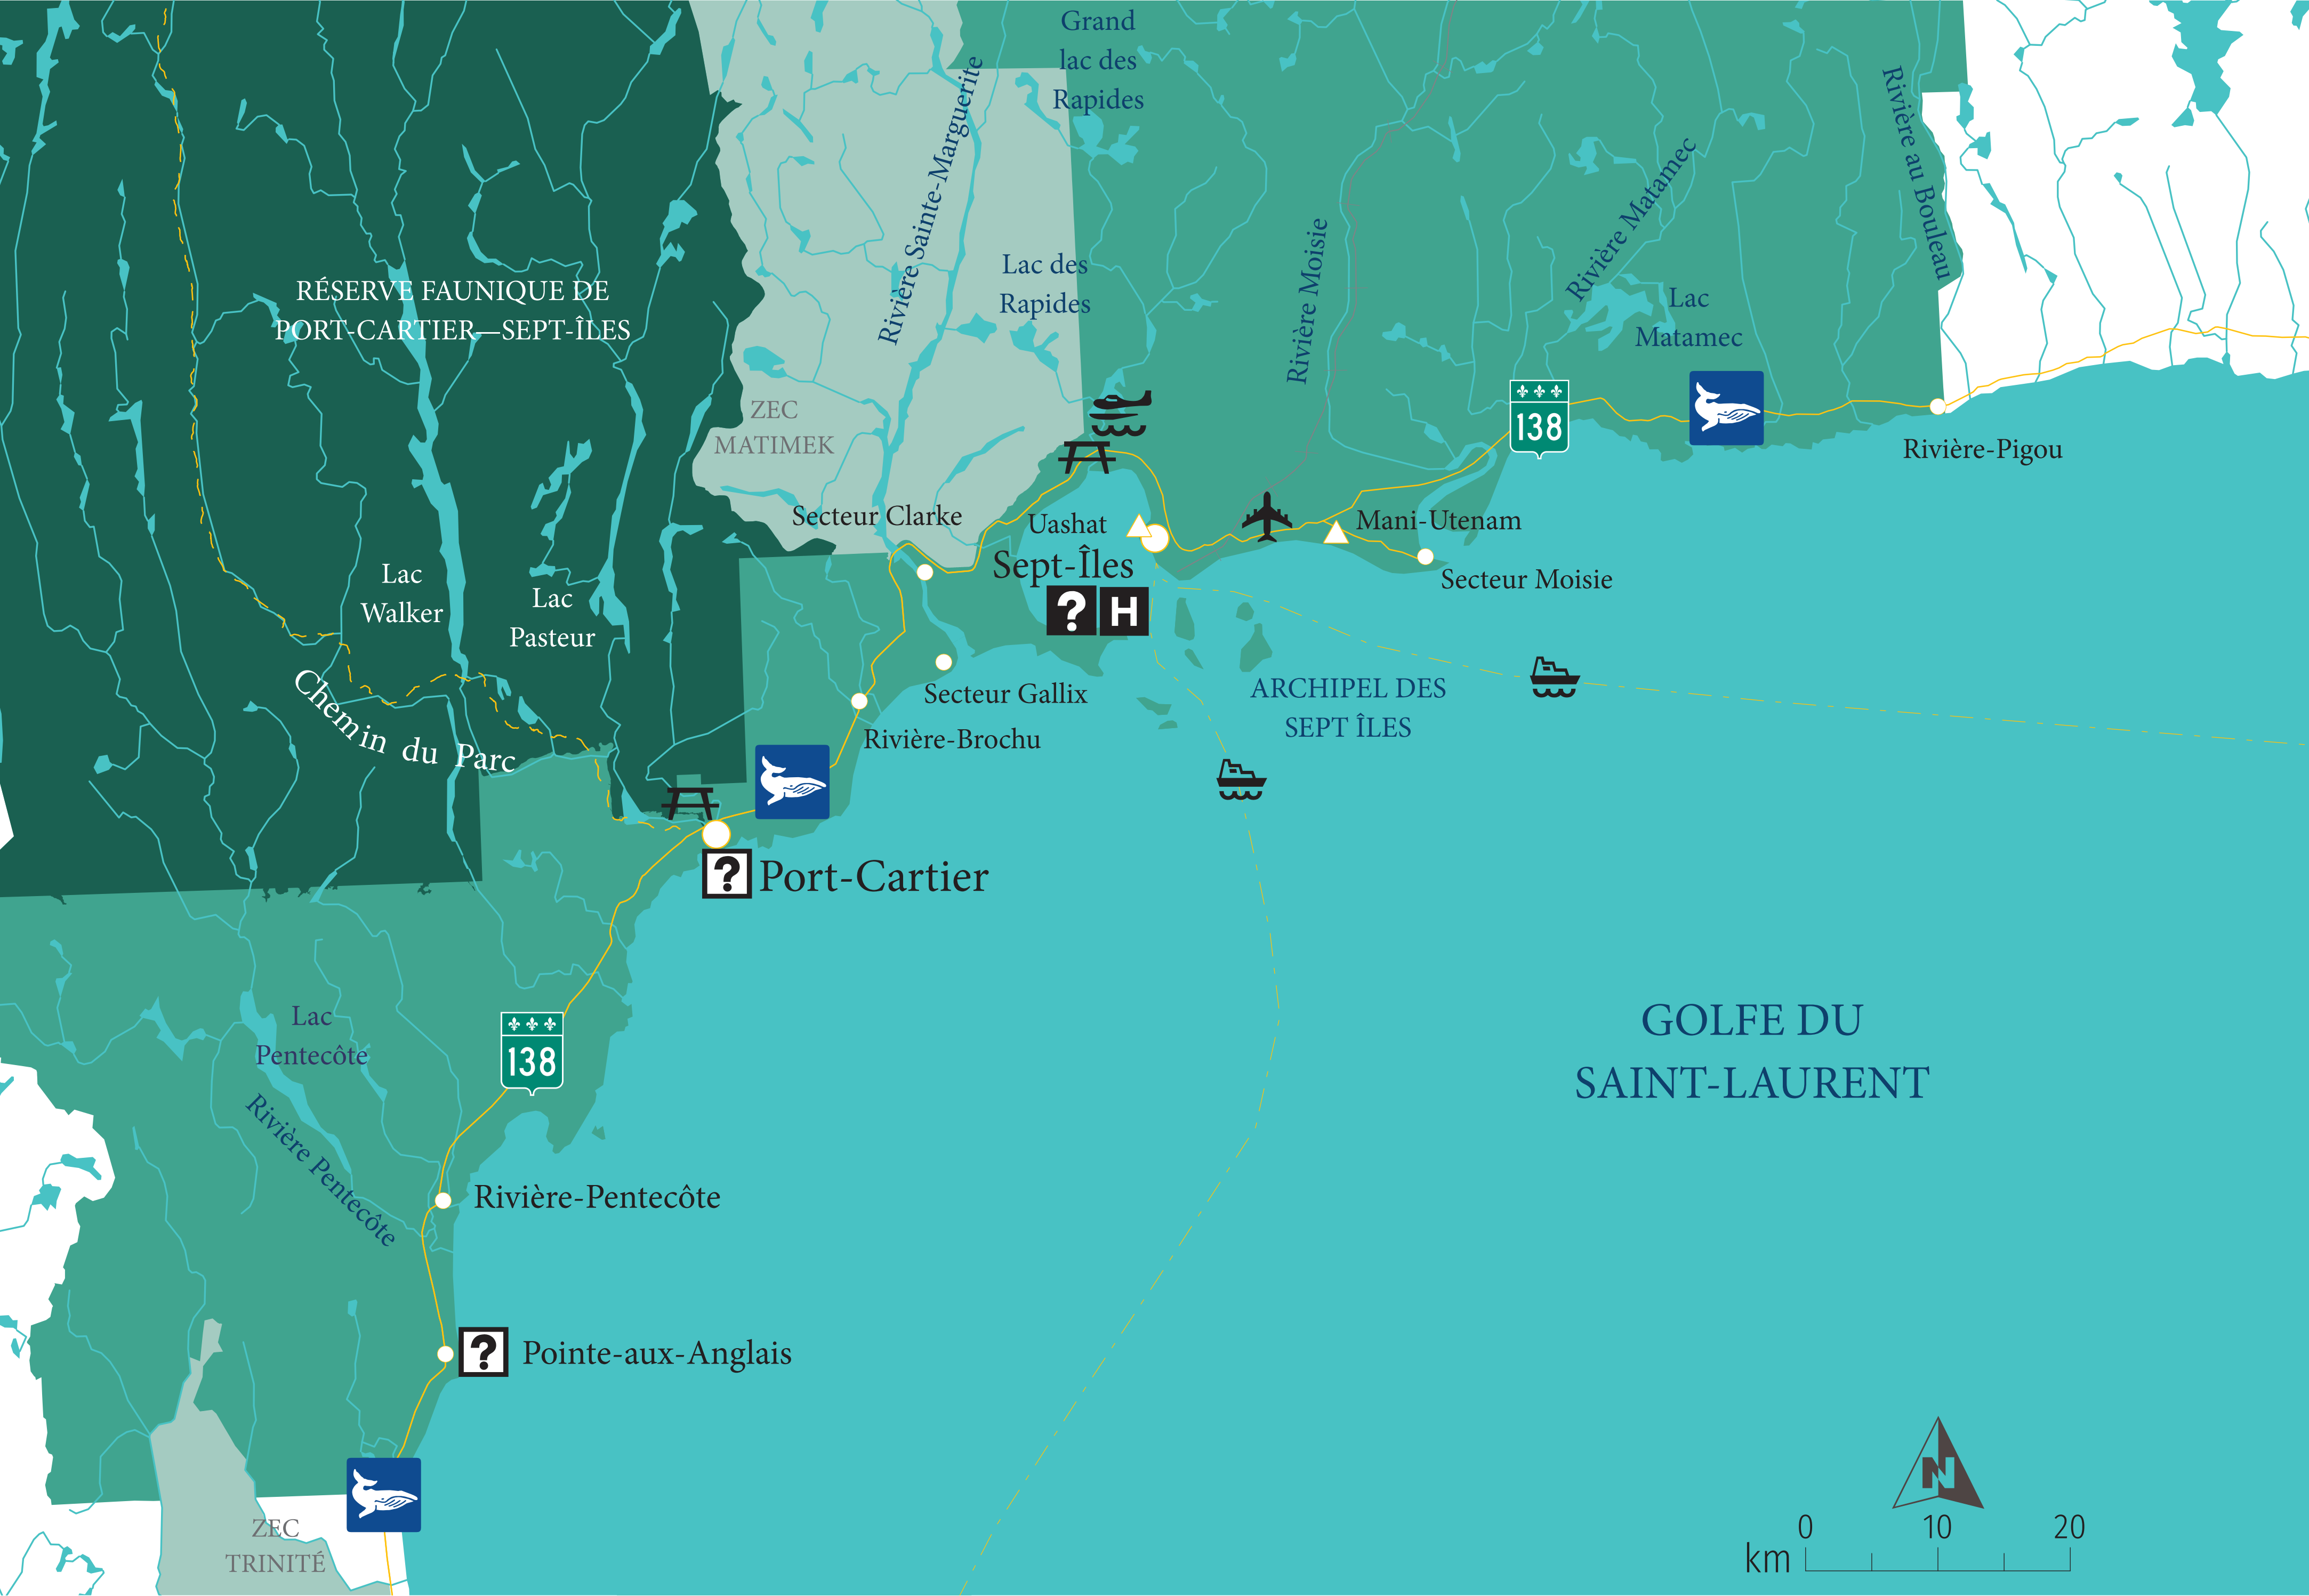 Grand
lac des
Rapides
Rivière Sainte-Marguerite
Rivière au Bouleau
Rivière Matamec
Rivière Moisie
RÉSERVE FAUNIQUE DE
PORT-CARTIER—SEPT-ÎLES
Lac des
Rapides
Lac
Matamec
ZEC
MATIMEK
138
Rivière-Pigou
Secteur Clarke
Uashat
Mani-Utenam
Sept-Îles
Secteur Moisie
? H
Lac
Walker
Lac
Pasteur
Secteur Gallix
ARCHIPEL DES
SEPT ÎLES
Chemin du Parc
Rivière-Brochu
? Port-Cartier
Lac
Pentecôte
138
GOLFE DU
SAINT-LAURENT
Rivière Pentecôte
Rivière-Pentecôte
? Pointe-aux-Anglais
ZEC
TRINITÉ
N
0 10 20
km